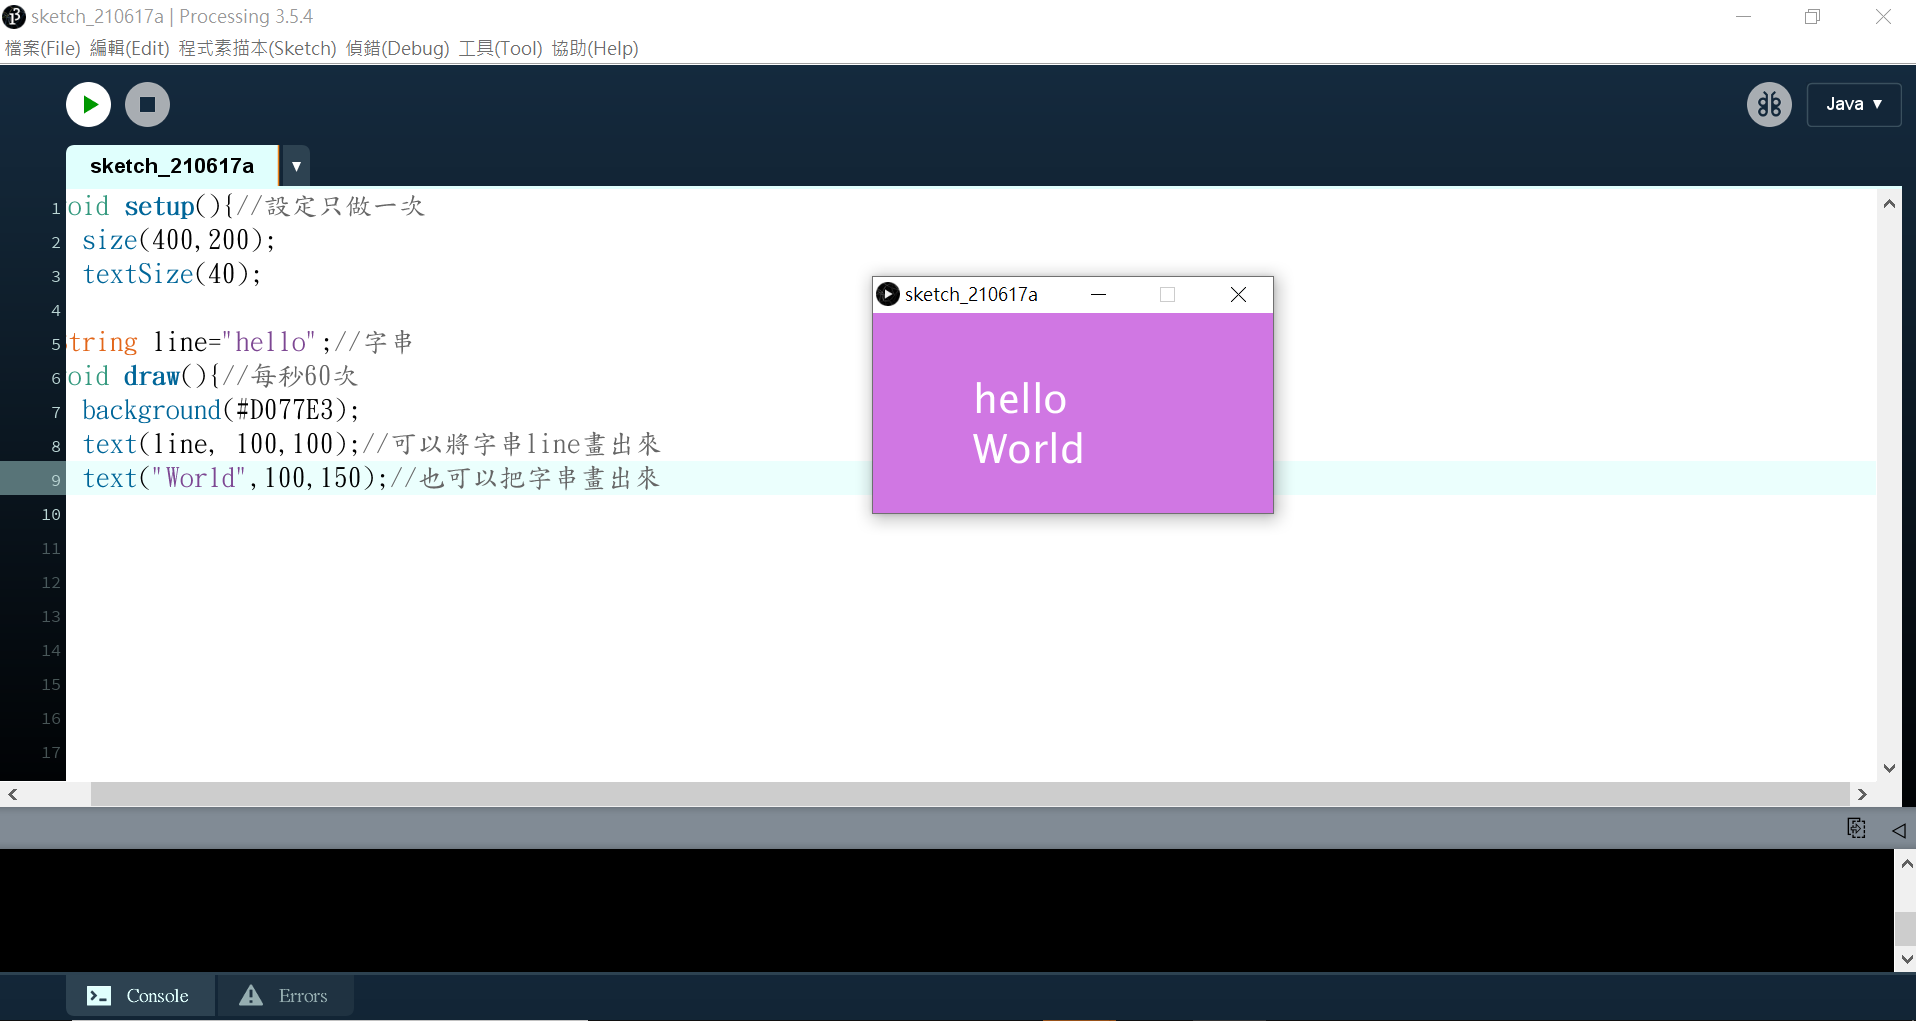 sketch_210617a | Processing 3.5.4
檔案(File) 編輯(Edit) 程式素描本(Sketch) 偵錯(Debug) 工具(Tool) 協助(Help)
Java ▼
sketch_210617a ▼
1 oid setup(){//設定只做一次
2 size(400,200);
3 textSize(40);
4
5 tring line="hello";//字串
6 oid draw(){//每秒60次
7 background(#D077E3);
8 text(line, 100,100);//可以將字串line畫出來
9 text("World",100,150);//也可以把字串畫出來
10
11
12
13
14
15
16
17
sketch_210617a
hello
World
Console Errors